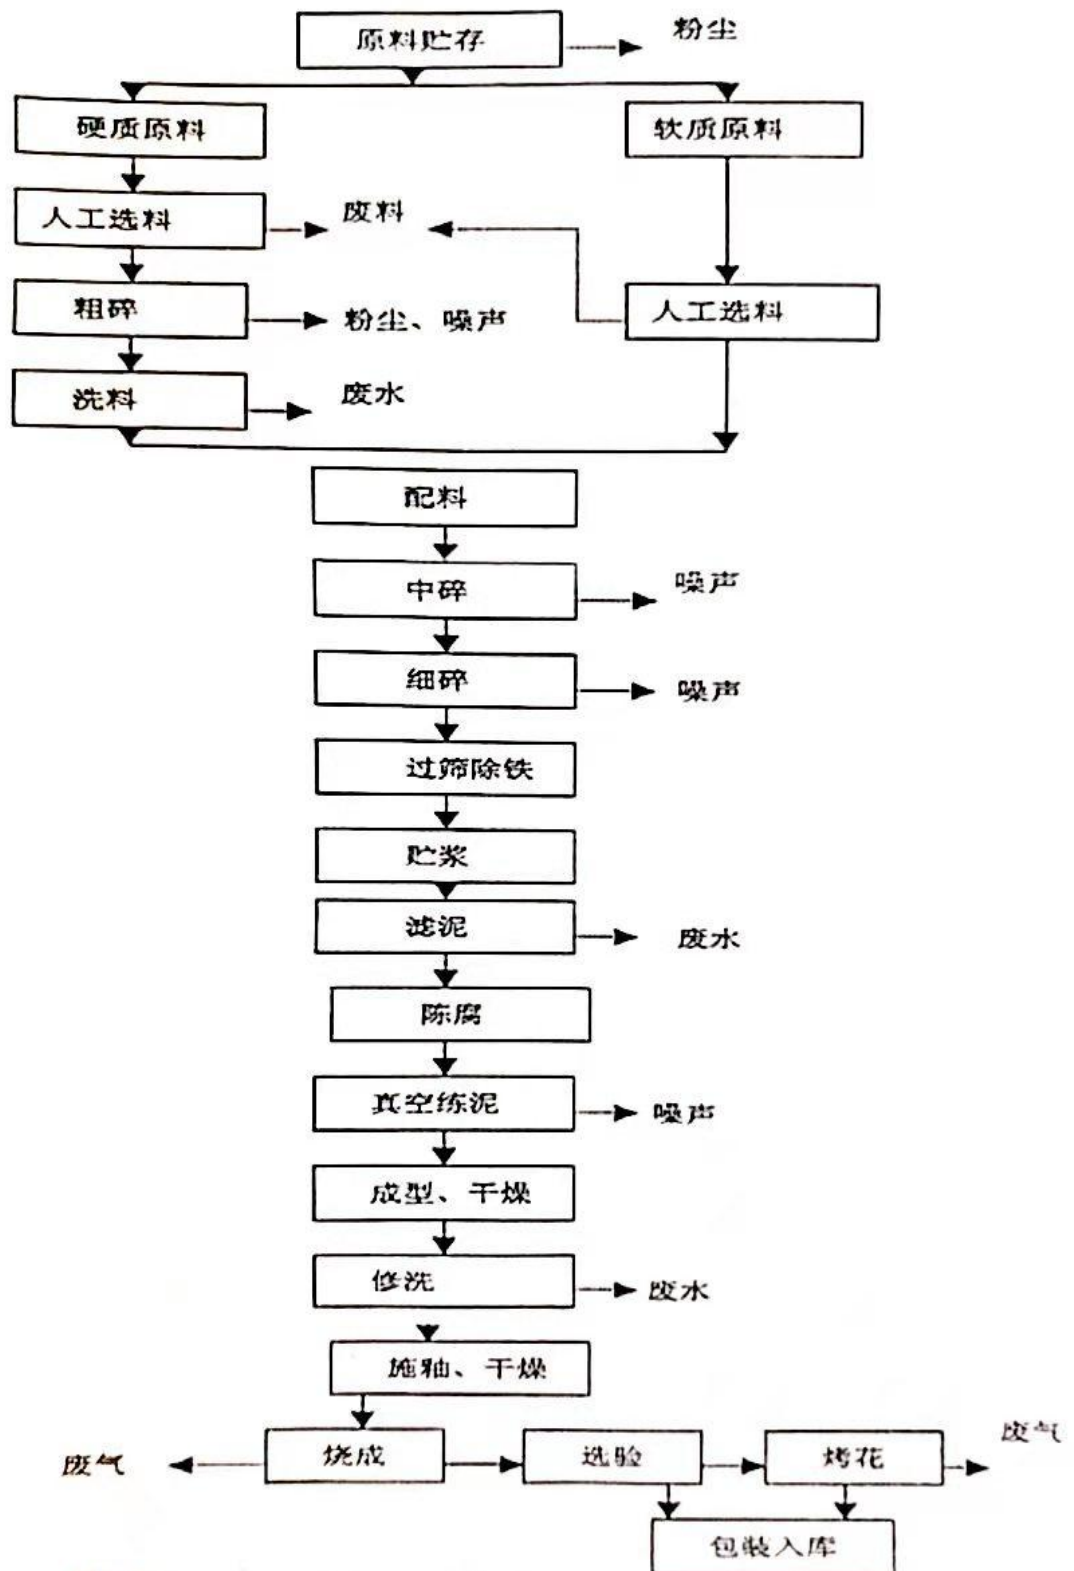 原料贮存
粉尘
硬质原料
软质原料
人工选料
废料
粗碎
粉尘、噪声
人工选料
洗料
废水
配料
中碎
噪声
细碎
噪声
过筛除铁
贮浆
滤泥
废水
陈腐
真空练泥
噪声
成型、干燥
修洗
废水
施釉、干燥
废气
烧成
选验
烤花
废气
包装入库